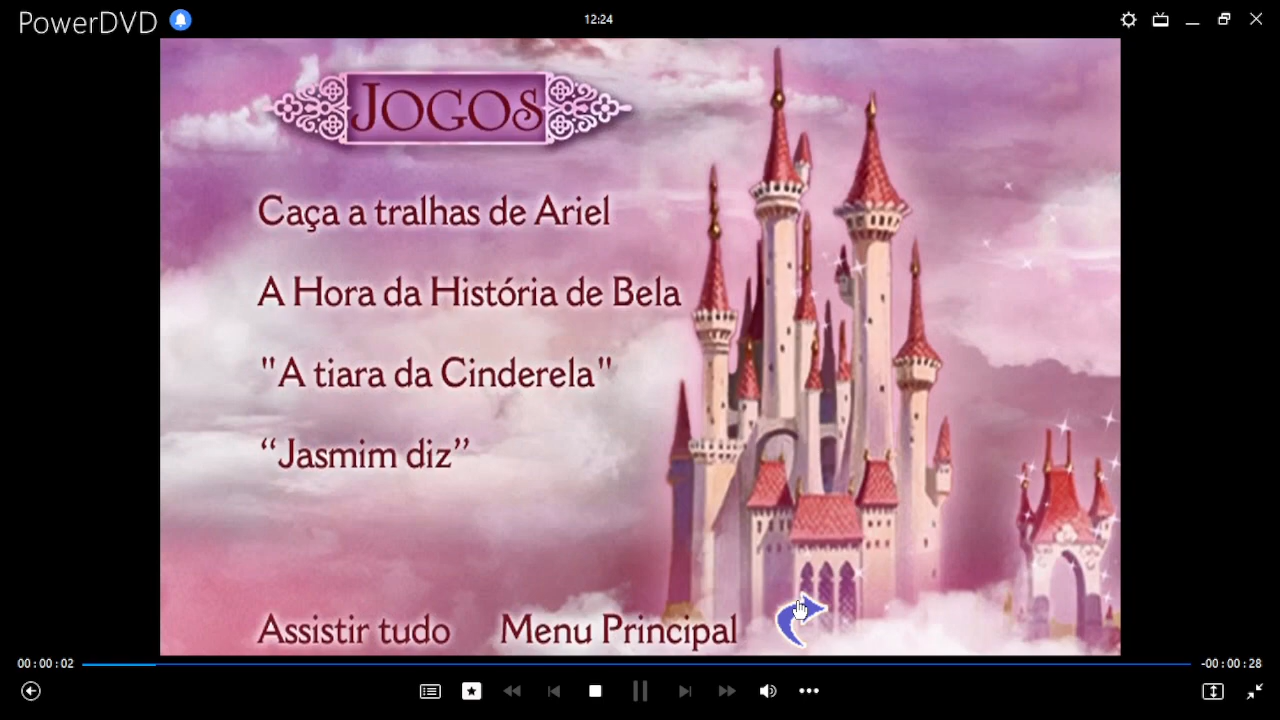 PowerDVD
12:24
JOGOS
Caça a tralhas de Ariel
A Hora da História de Bela
"A tiara da Cinderela"
“Jasmim diz”
Assistir tudo Menu Principal
00:00:02 -00:00:28